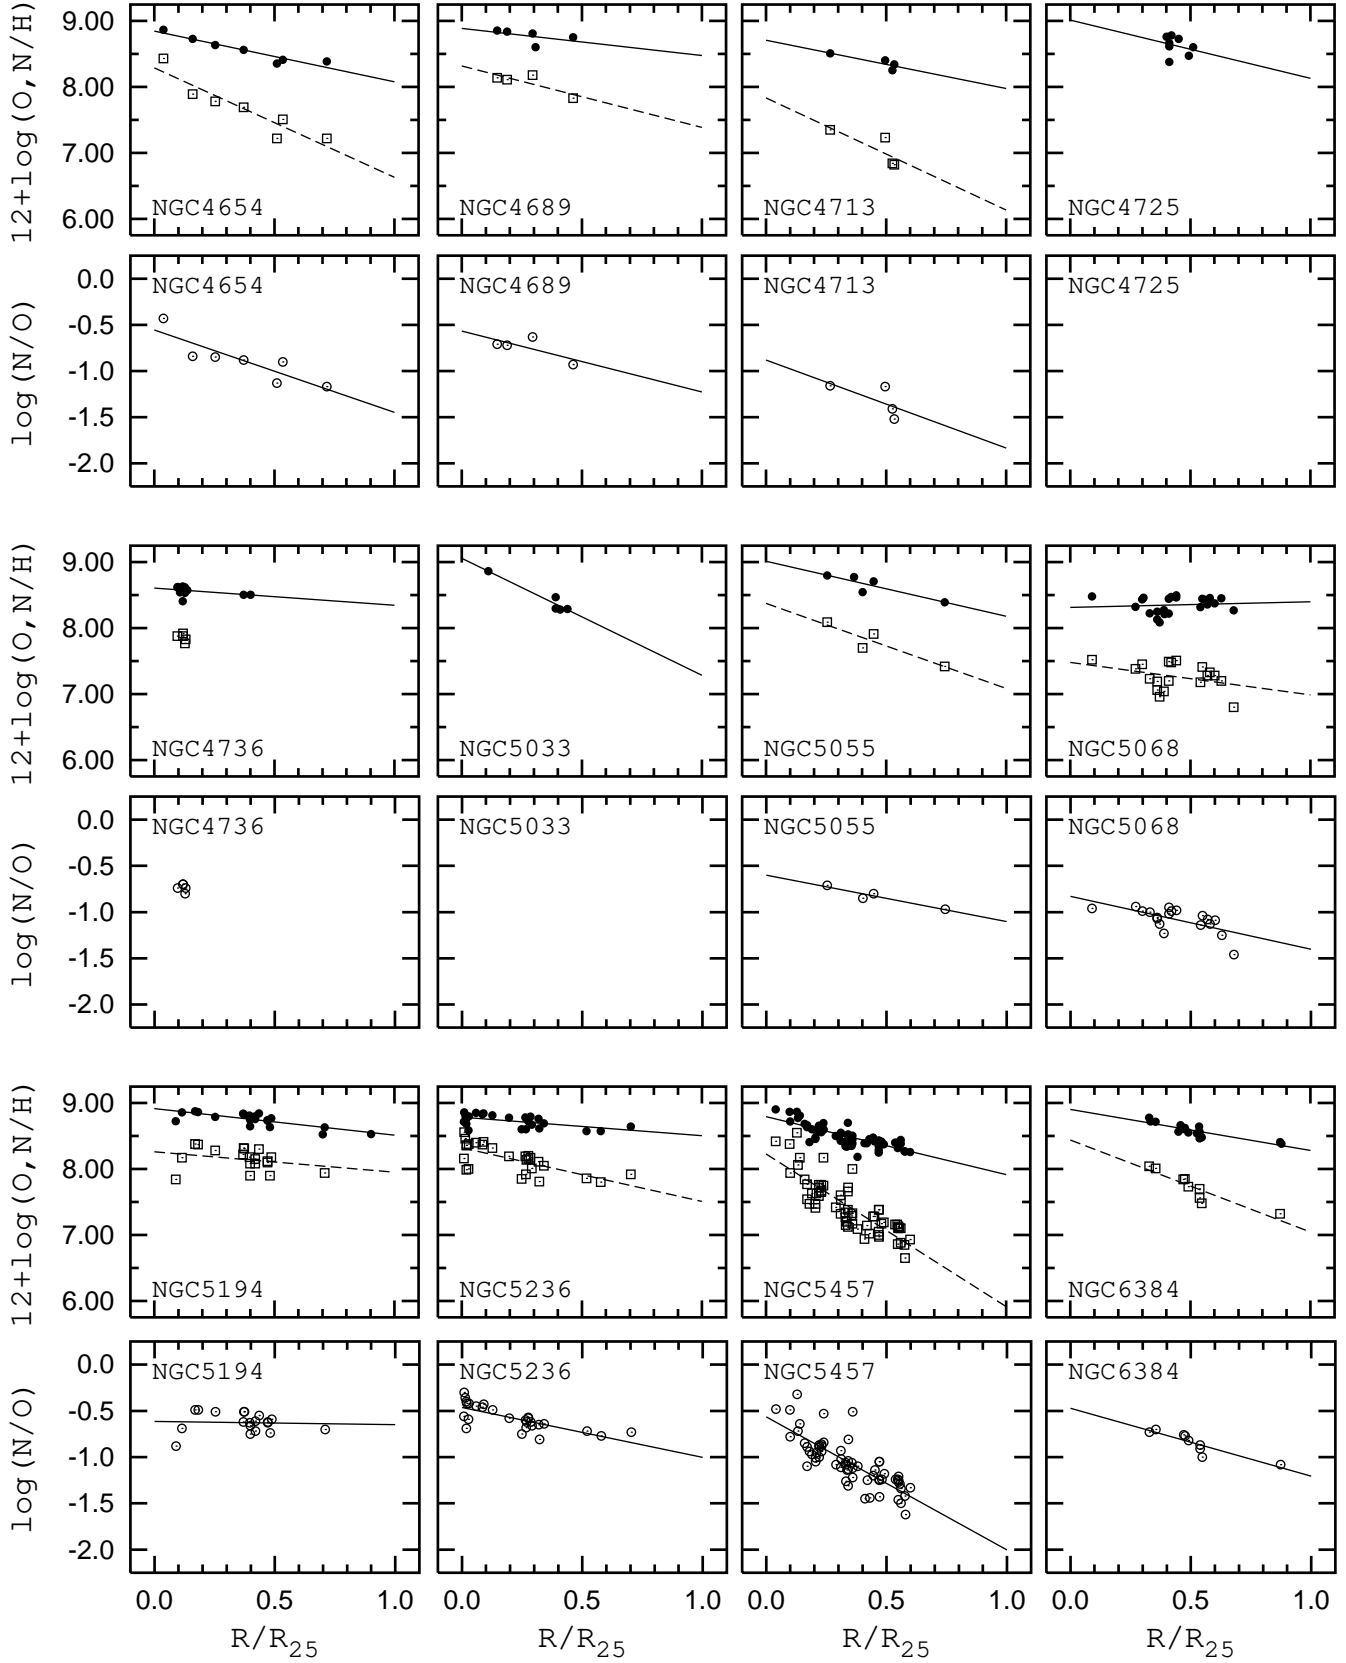 12+log(O,N/H)
9.00
8.00
7.00
6.00
NGC4654
NGC4689
NGC4713
NGC4725
log(N/O)
0.0
-0.5
-1.0
-1.5
-2.0
NGC4654
NGC4689
NGC4713
NGC4725
12+log(O,N/H)
9.00
8.00
7.00
6.00
NGC4736
NGC5033
NGC5055
NGC5068
log(N/O)
0.0
-0.5
-1.0
-1.5
-2.0
NGC4736
NGC5033
NGC5055
NGC5068
12+log(O,N/H)
9.00
8.00
7.00
6.00
NGC5194
NGC5236
NGC5457
NGC6384
log(N/O)
0.0
-0.5
-1.0
-1.5
-2.0
NGC5194
NGC5236
NGC5457
NGC6384
0.0 0.5 1.0 0.0 0.5 1.0 0.0 0.5 1.0 0.0 0.5 1.0
R/R25 R/R25 R/R25 R/R25